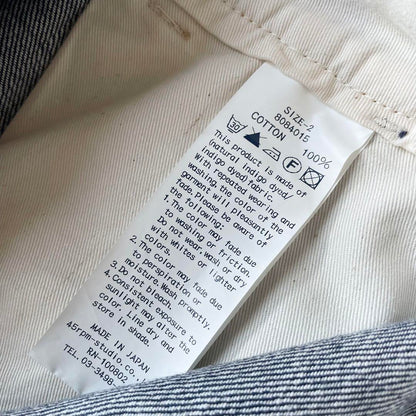 SIZE-2
8084015
COTTON 100%
30
F
This product is made of
(natural indigo dyed/
indigo dyed) fabric.
With repeated wearing and
washing, the color of the
garment will pleasantly
fade. Please be aware of
the following:
1. The color may fade due
to washing or friction.
Do not wear, wash or dry
with whites or lighter
colors.
2. The color may fade due
to perspiration or
moisture. Wash promptly.
3. Do not bleach.
4. Consistent exposure to
sunlight may alter the
color. Line dry and
store in shade.
MADE IN JAPAN
45rpm-studio.co.,
RN-100802
TEL. 03-3498